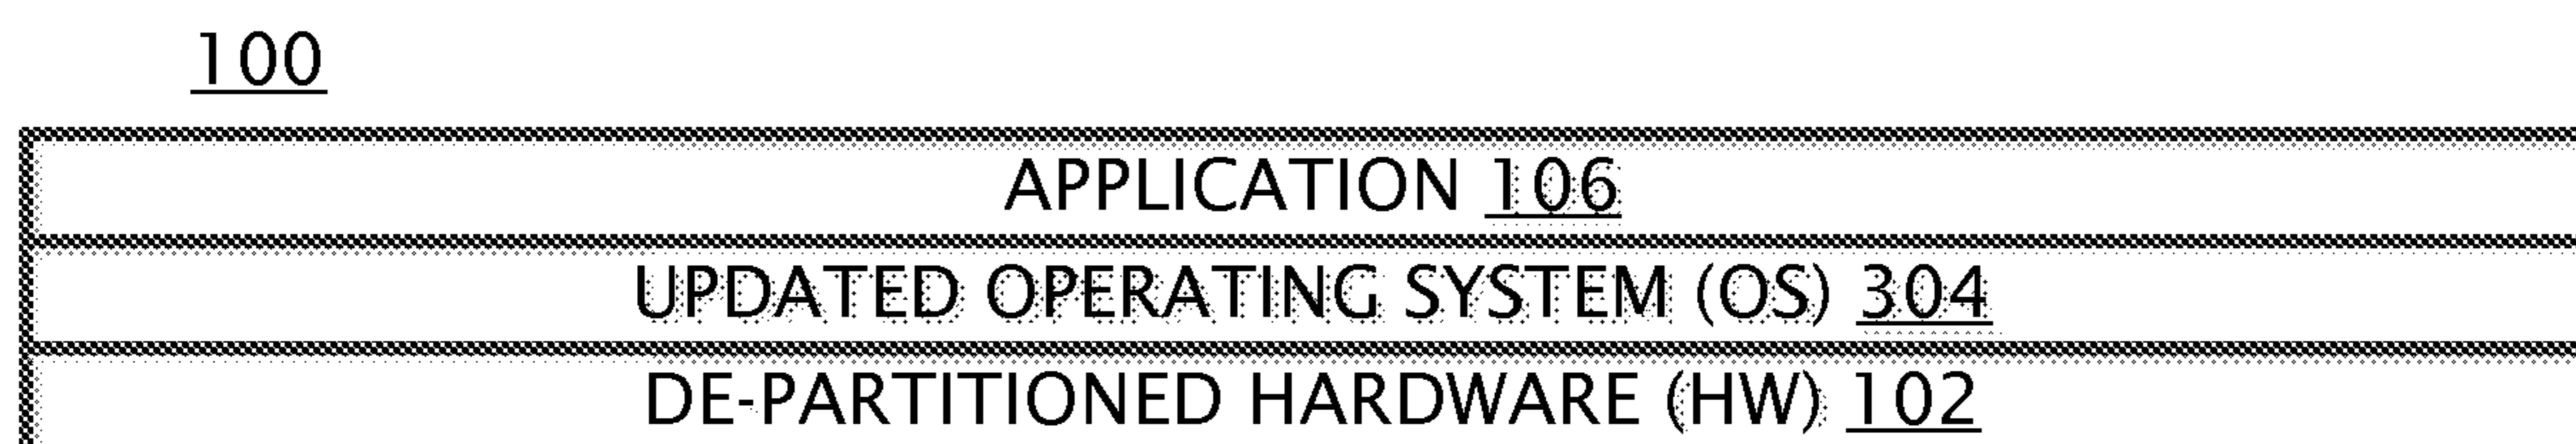 100
APPLICATION 106
UPDATED OPERATING SYSTEM (OS) 304
DE-PARTITIONED HARDWARE (HW) 102